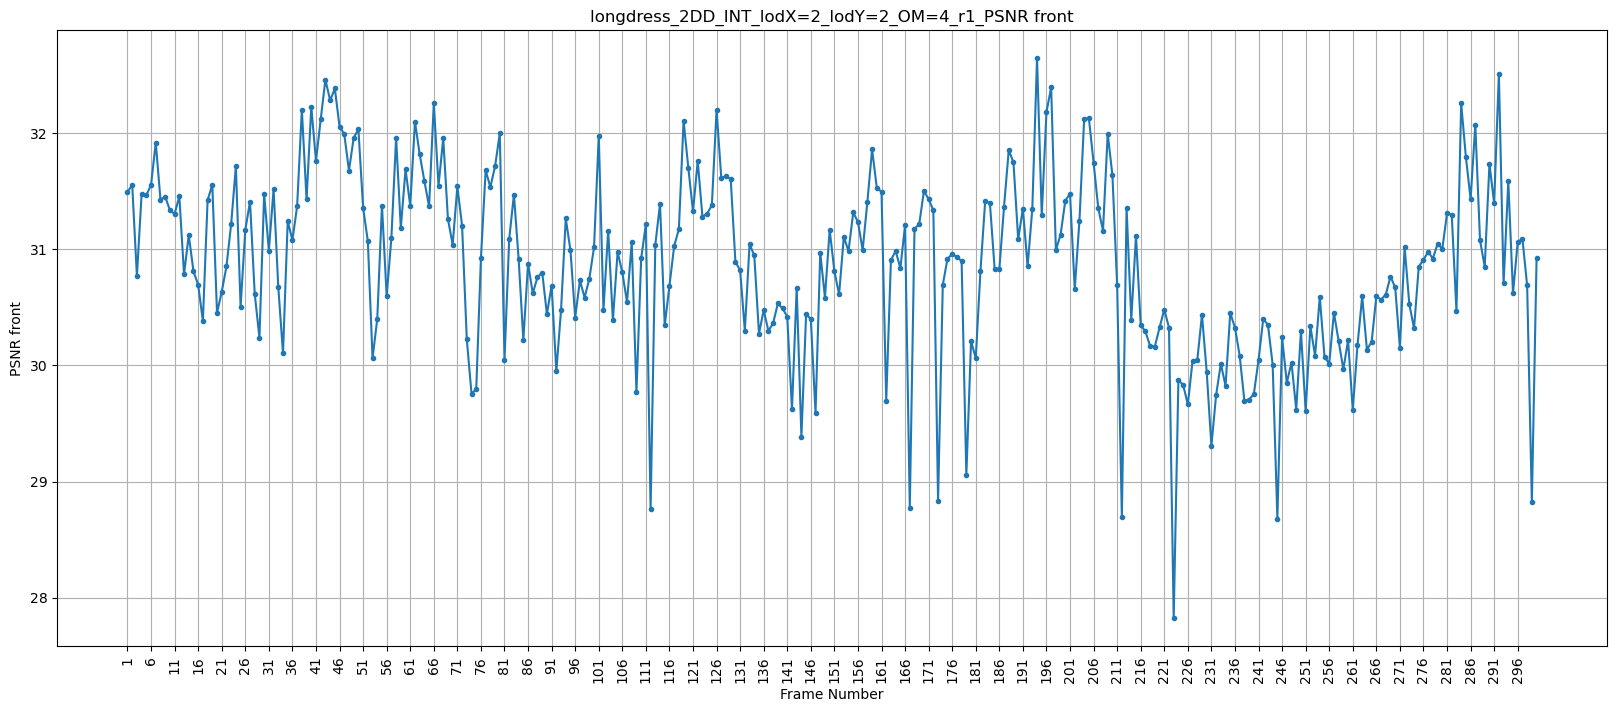 longdress_2DD_INT_lodX=2_lodY=2_OM=4_r1_PSNR front
PSNR front
32
31
30
29
28
1 6 11 16 21 26 31 36 41 46 51 56 61 66 71 76 81 86 91 96 101 106 111 116 121 126 131 136 141 146 151 156 161 166 171 176 181 186 191 196 201 206 211 216 221 226 231 236 241 246 251 256 261 266 271 276 281 286 291 296
Frame Number